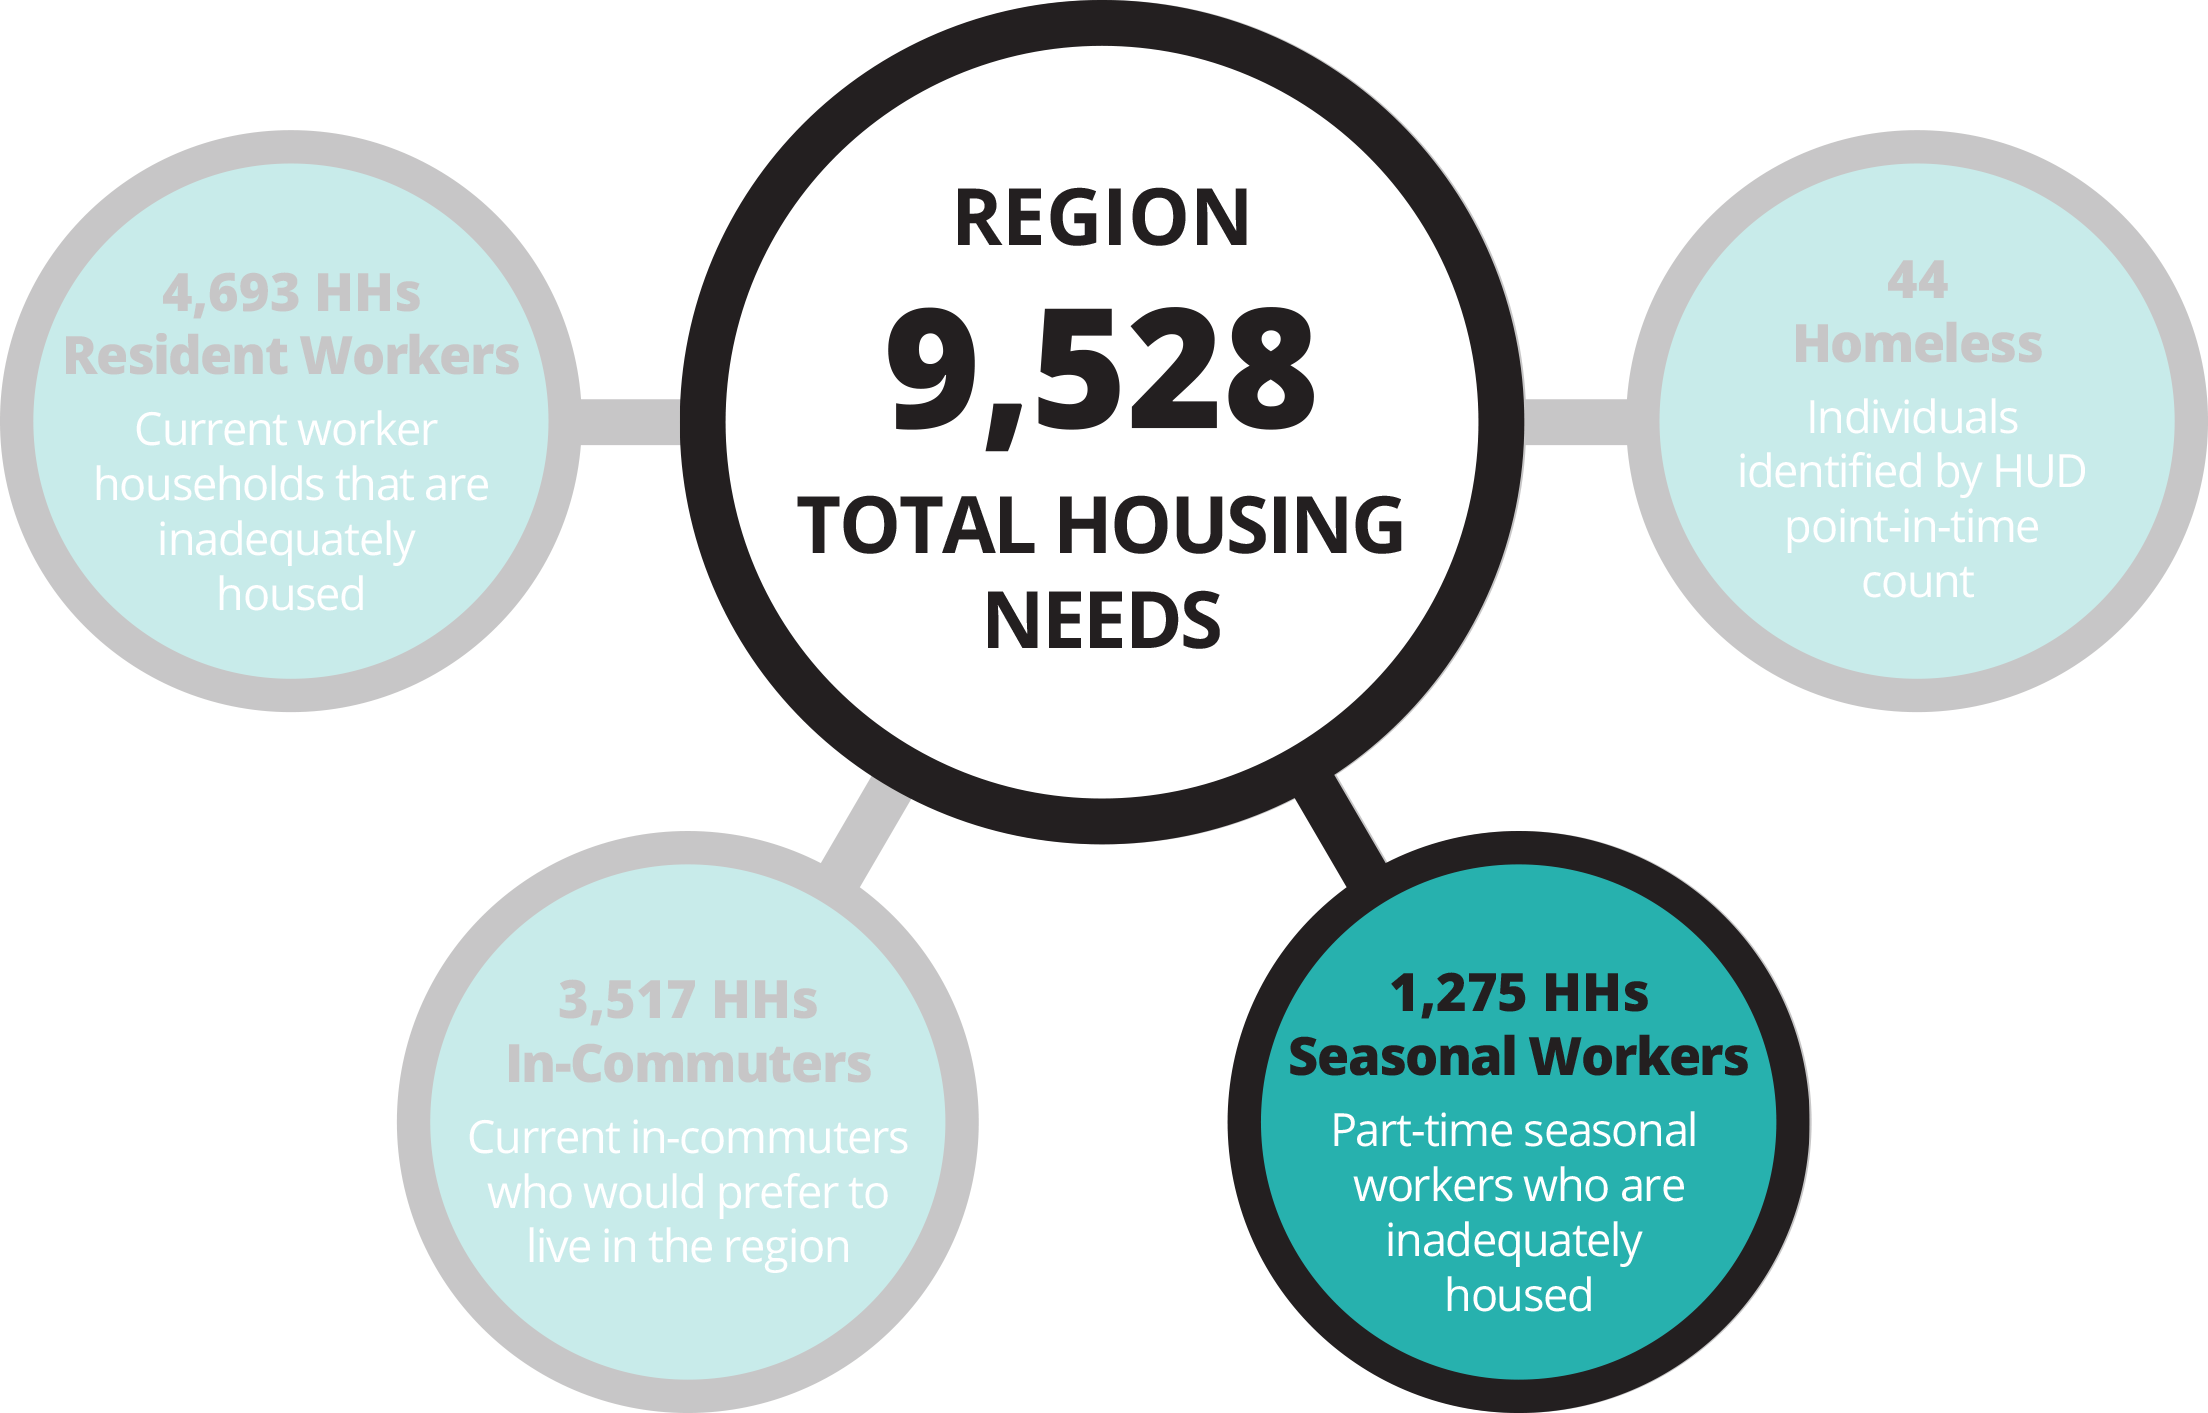 REGION
9,528
TOTAL HOUSING
NEEDS
4,693 HHs
Resident Workers
Current worker
households that are
inadequately
housed
44
Homeless
Individuals
identified by HUD
point-in-time
count
3,517 HHs
In-Commuters
Current in-commuters
who would prefer to
live in the region
1,275 HHs
Seasonal Workers
Part-time seasonal
workers who are
inadequately
housed